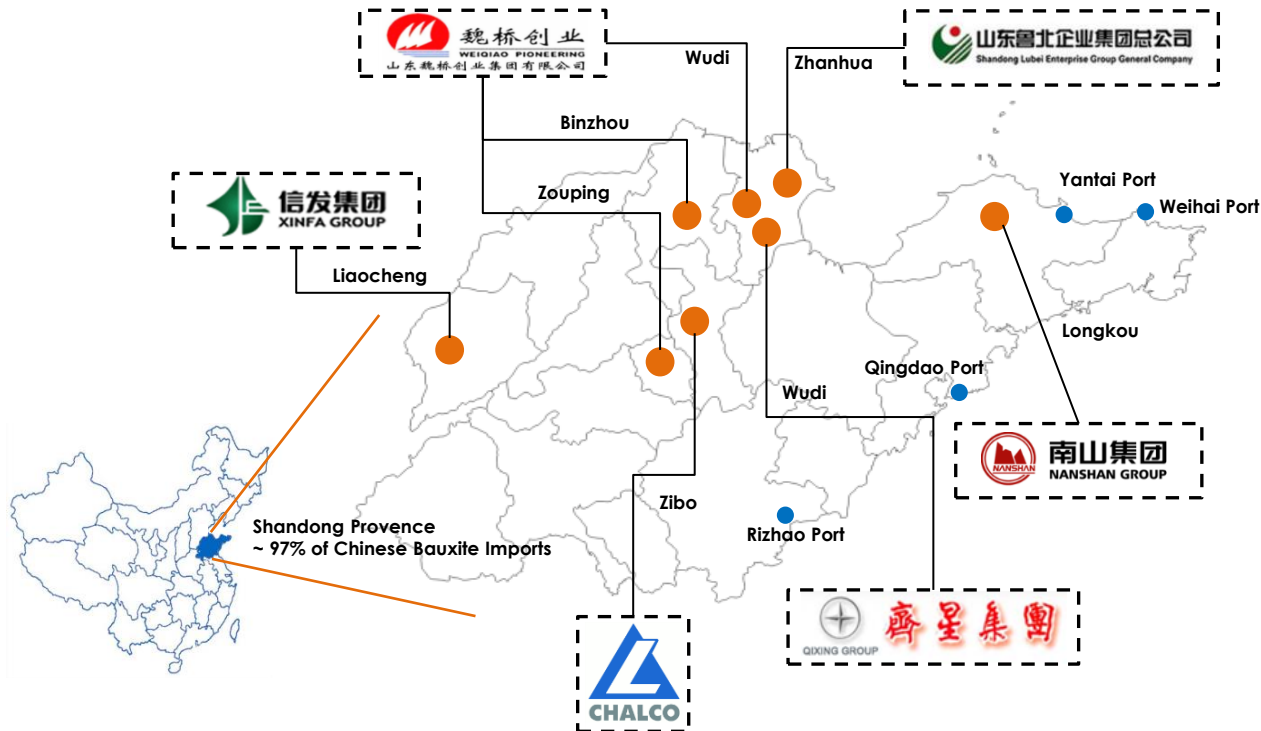 魏桥创业
WEIQIAO PIONEERING
山东魏桥创业集团有限公司
Wudi
Zhanhua
山东鲁北企业集团总公司
Shandong Lubei Enterprise Group General Company
Binzhou
信发集团
XINFA GROUP
Zouping
Yantai Port
Weihai Port
Liaocheng
Longkou
Qingdao Port
Wudi
南山集团
NANSHAN
NANSHAN GROUP
Zibo
Shandong Provence
~ 97% of Chinese Bauxite Imports
Rizhao Port
齊星集團
QIXING GROUP
CHALCO